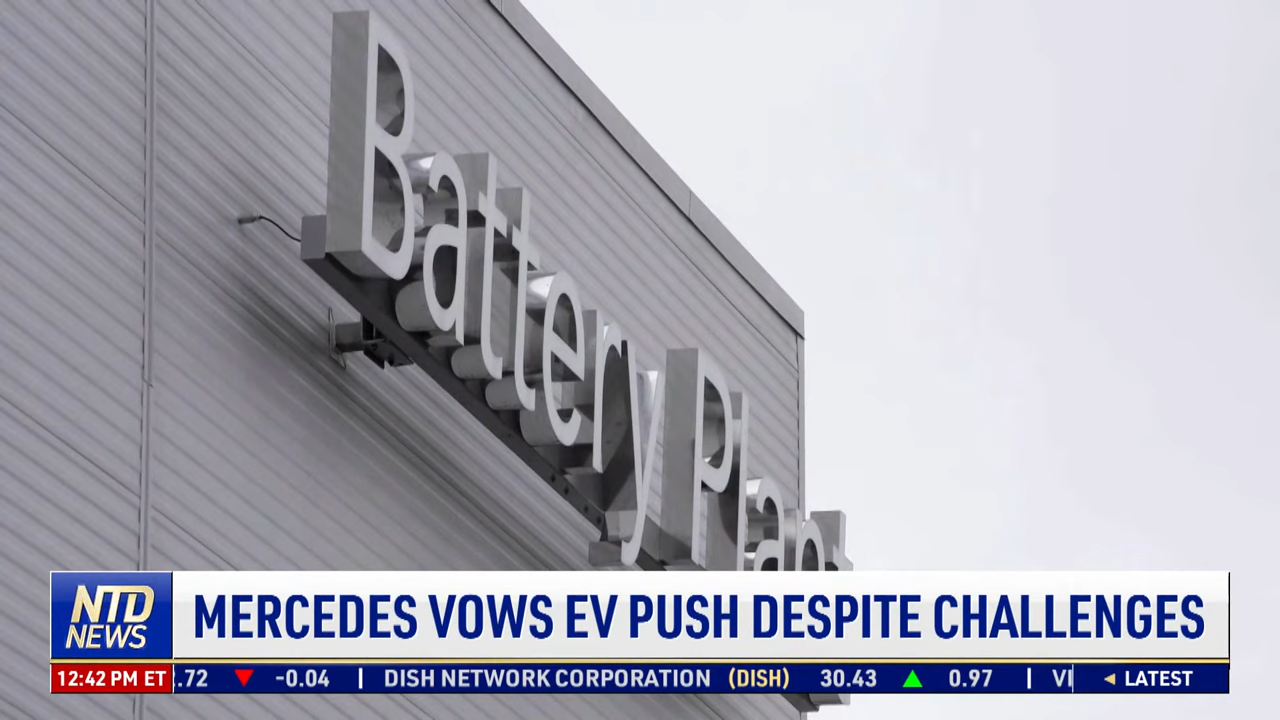 Battery Plant
NTD
NEWS
MERCEDES VOWS EV PUSH DESPITE CHALLENGES
12:42 PM ET
.72 ▼ -0.04 | DISH NETWORK CORPORATION (DISH) 30.43 ▲ 0.97 |
◄ LATEST